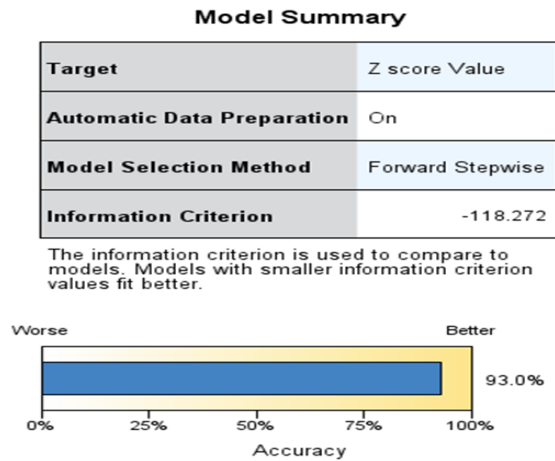 Model Summary
Target Z score Value
Automatic Data Preparation On
Model Selection Method Forward Stepwise
Information Criterion -118.272
The information criterion is used to compare to
models. Models with smaller information criterion
values fit better.
Worse Better
93.0%
0% 25% 50% 75% 100%
Accuracy